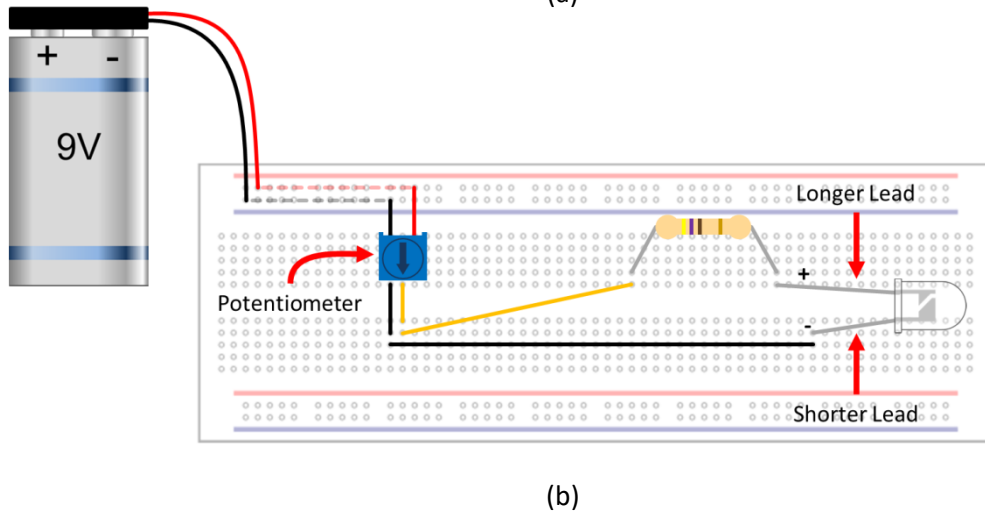 (a)
+ -
9V
Longer Lead
+
Potentiometer
-
Shorter Lead
(b)